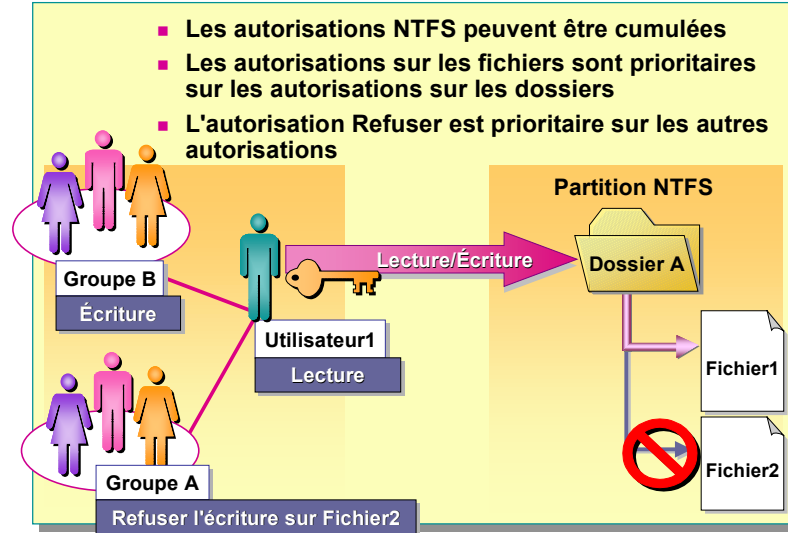 Les autorisations NTFS peuvent être cumulées
Les autorisations sur les fichiers sont prioritaires
sur les autorisations sur les dossiers
L'autorisation Refuser est prioritaire sur les autres
autorisations
Partition NTFS
Lecture/Écriture
Dossier A
Groupe B
Écriture
Utilisateur1
Lecture
Fichier1
Groupe A
Refuser l'écriture sur Fichier2
Fichier2